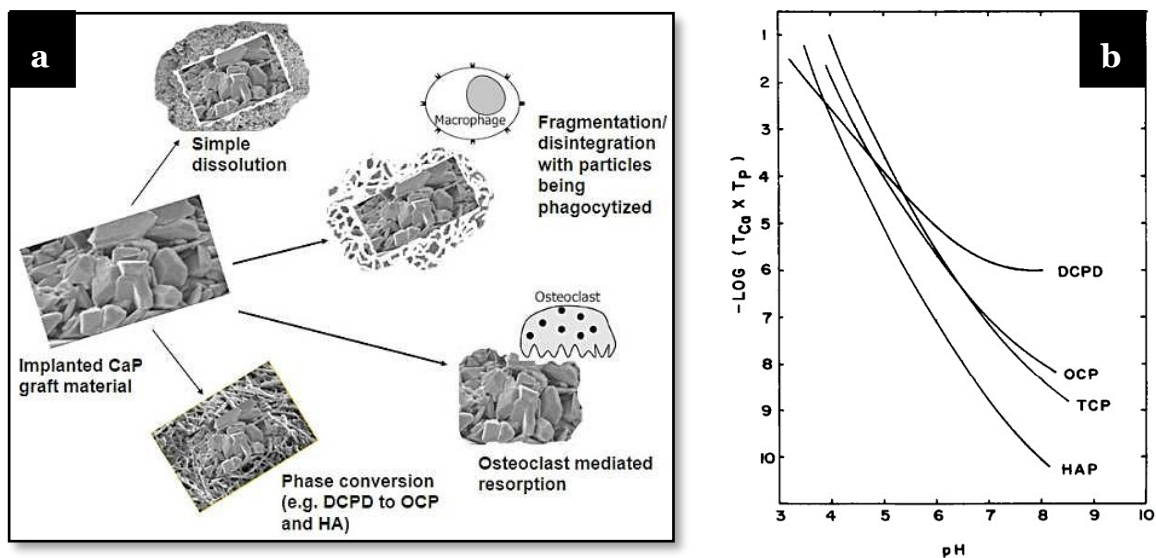 a
Simple
dissolution
Macrophage
Fragmentation/
disintegration
with particles
being
phagocytized
Implanted CaP
graft material
Osteoclast
Osteoclast mediated
resorption
Phase conversion
(e.g. DCPD to OCP
and HA)
b
-LOG (TCa X TP)
1
2
3
4
5
6
7
8
9
10
DCPD
OCP
TCP
HAP
3 4 5 6 7 8 9 10
pH